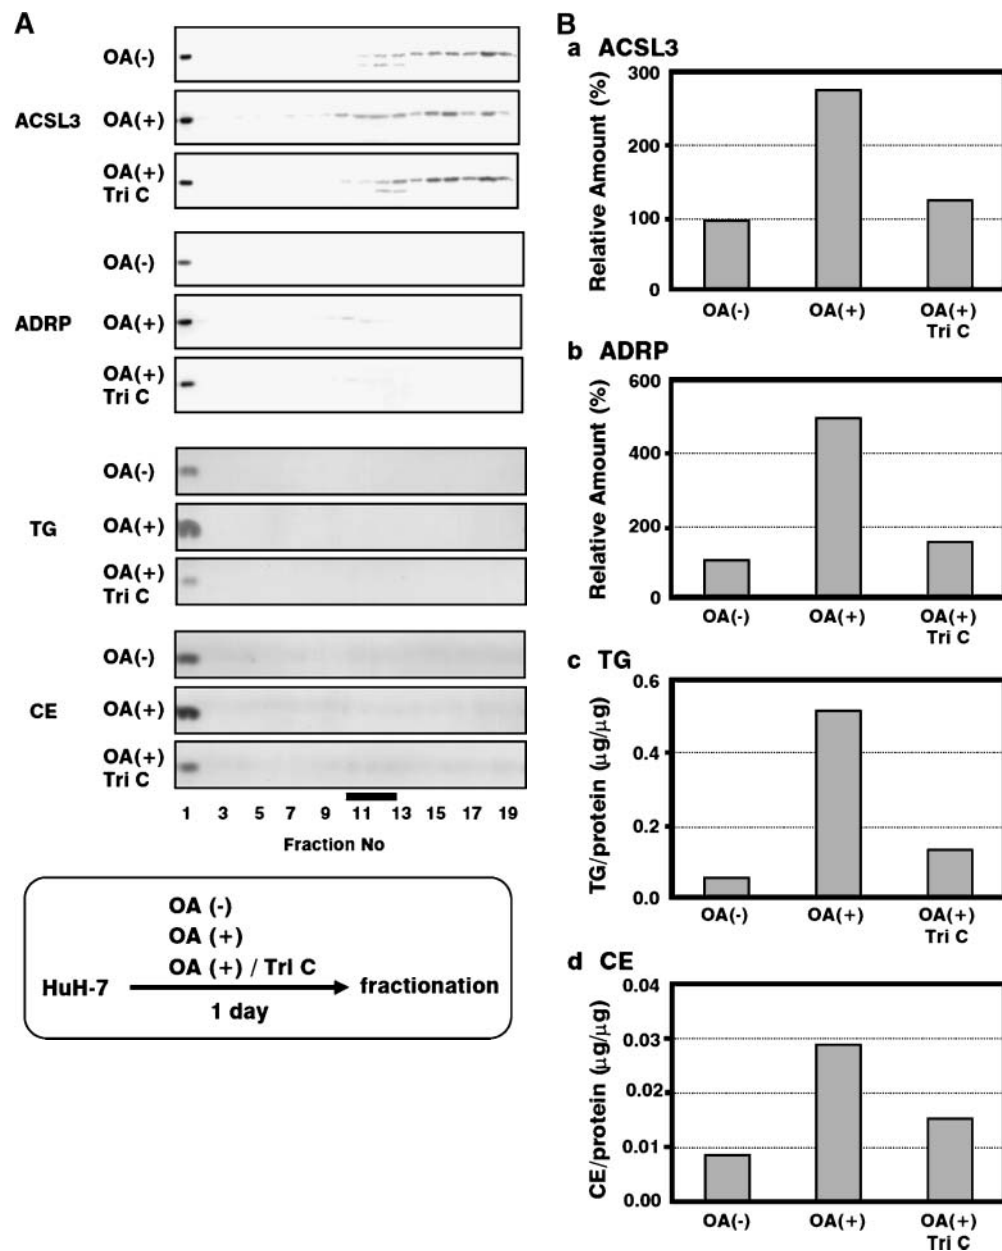 A
OA(-)
ACSL3 OA(+)
OA(+)
Tri C
OA(-)
ADRP OA(+)
OA(+)
Tri C
OA(-)
TG OA(+)
OA(+)
Tri C
OA(-)
CE OA(+)
OA(+)
Tri C
1 3 5 7 9 11 13 15 17 19
Fraction No
OA (-)
OA (+)
OA (+) / Tri C
HuH-7 fractionation
1 day
B
a ACSL3
Relative Amount (%)
300
200
100
0
OA(-) OA(+) OA(+)
Tri C
b ADRP
Relative Amount (%)
600
400
200
0
OA(-) OA(+) OA(+)
Tri C
c TG
TG/protein (µg/µg)
0.6
0.4
0.2
0.0
OA(-) OA(+) OA(+)
Tri C
d CE
CE/protein (µg/µg)
0.04
0.03
0.02
0.01
0.00
OA(-) OA(+) OA(+)
Tri C